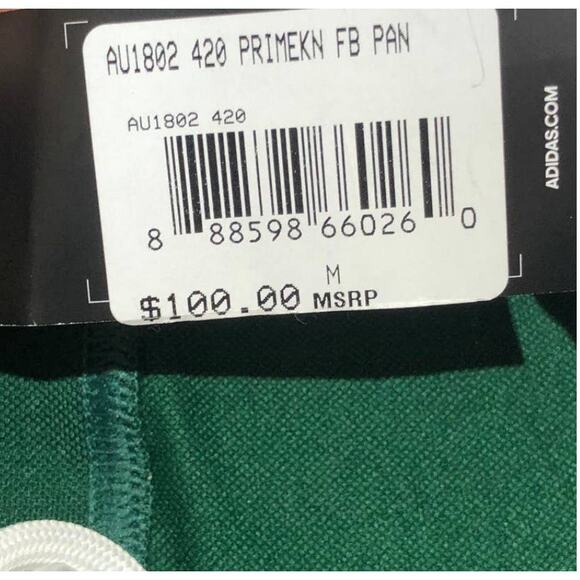 AU1802 420 PRIMEKN FB PAN
AU1802 420
8 88598 66026 0
M
$100.00 MSRP
ADIDAS.COM